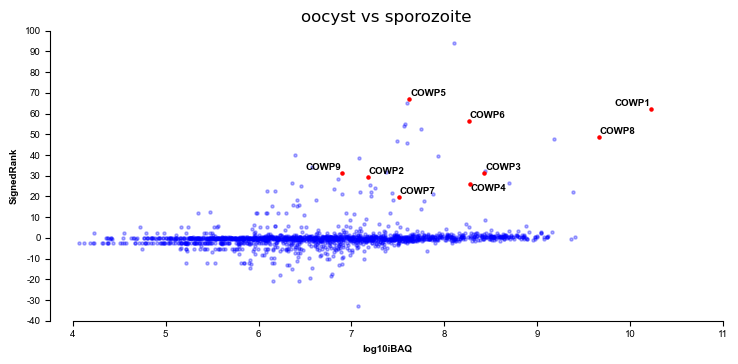 oocyst vs sporozoite
100
90
80
70
60
50
40
30
20
10
0
-10
-20
-30
-40
SignedRank
COWP5
COWP1
COWP6
COWP8
COWP9
COWP2
COWP3
COWP7
COWP4
4
5
6
7
8
9
10
11
log10iBAQ